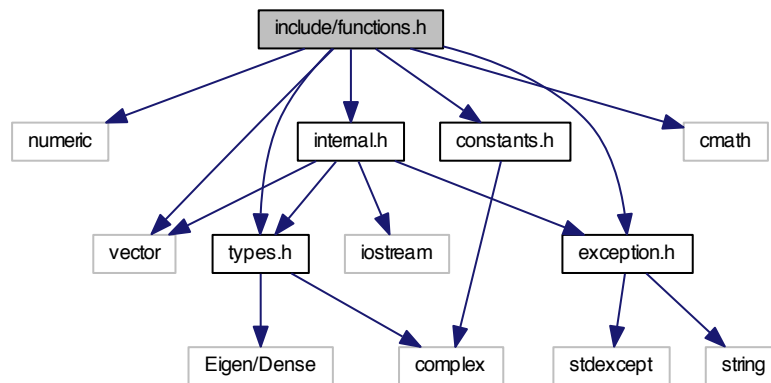 include/functions.h
numeric
internal.h
constants.h
cmath
vector
types.h
iostream
exception.h
Eigen/Dense
complex
stdexcept
string